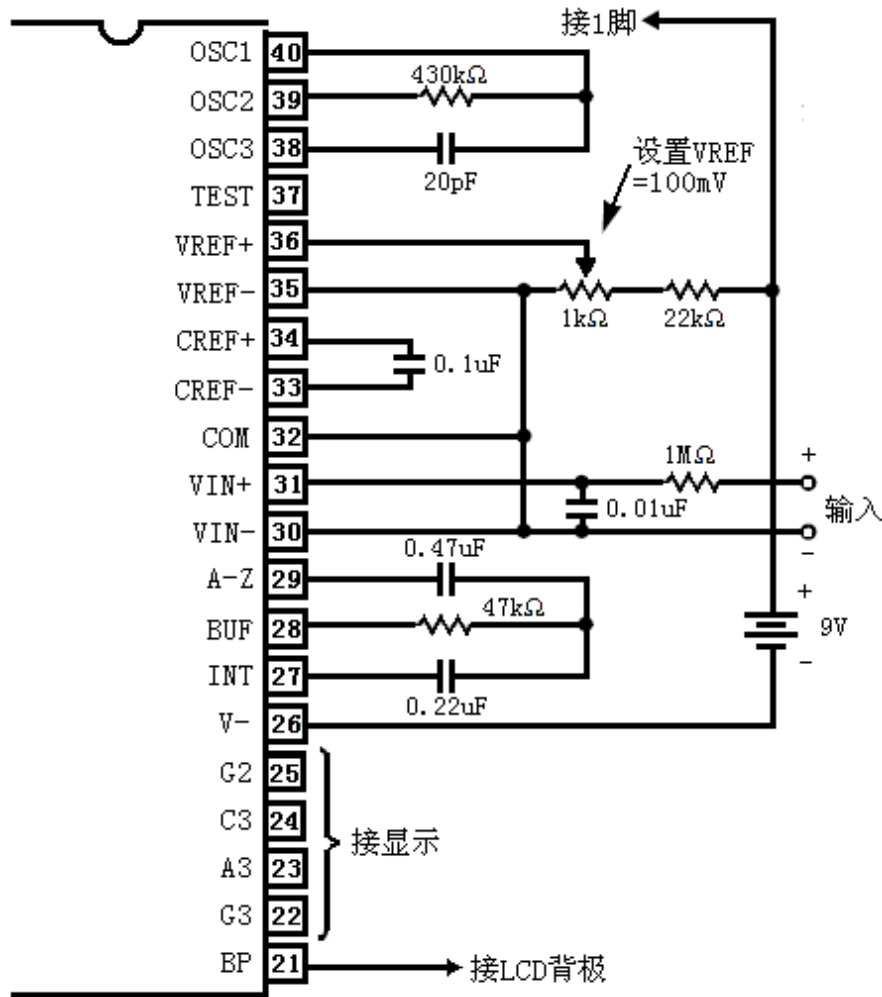 接1脚
OSC1 40
430kΩ
OSC2 39
OSC3 38
20pF
设置VREF
=100mV
TEST 37
VREF+ 36
VREF- 35
1kΩ
22kΩ
CREF+ 34
0.1uF
CREF- 33
COM 32
1MΩ
+
VIN+ 31
0.01uF
输入
VIN- 30
-
0.47uF
A-Z 29
+
47kΩ
BUF 28
9V
-
INT 27
0.22uF
V- 26
G2 25
C3 24
接显示
A3 23
G3 22
BP 21
接LCD背极